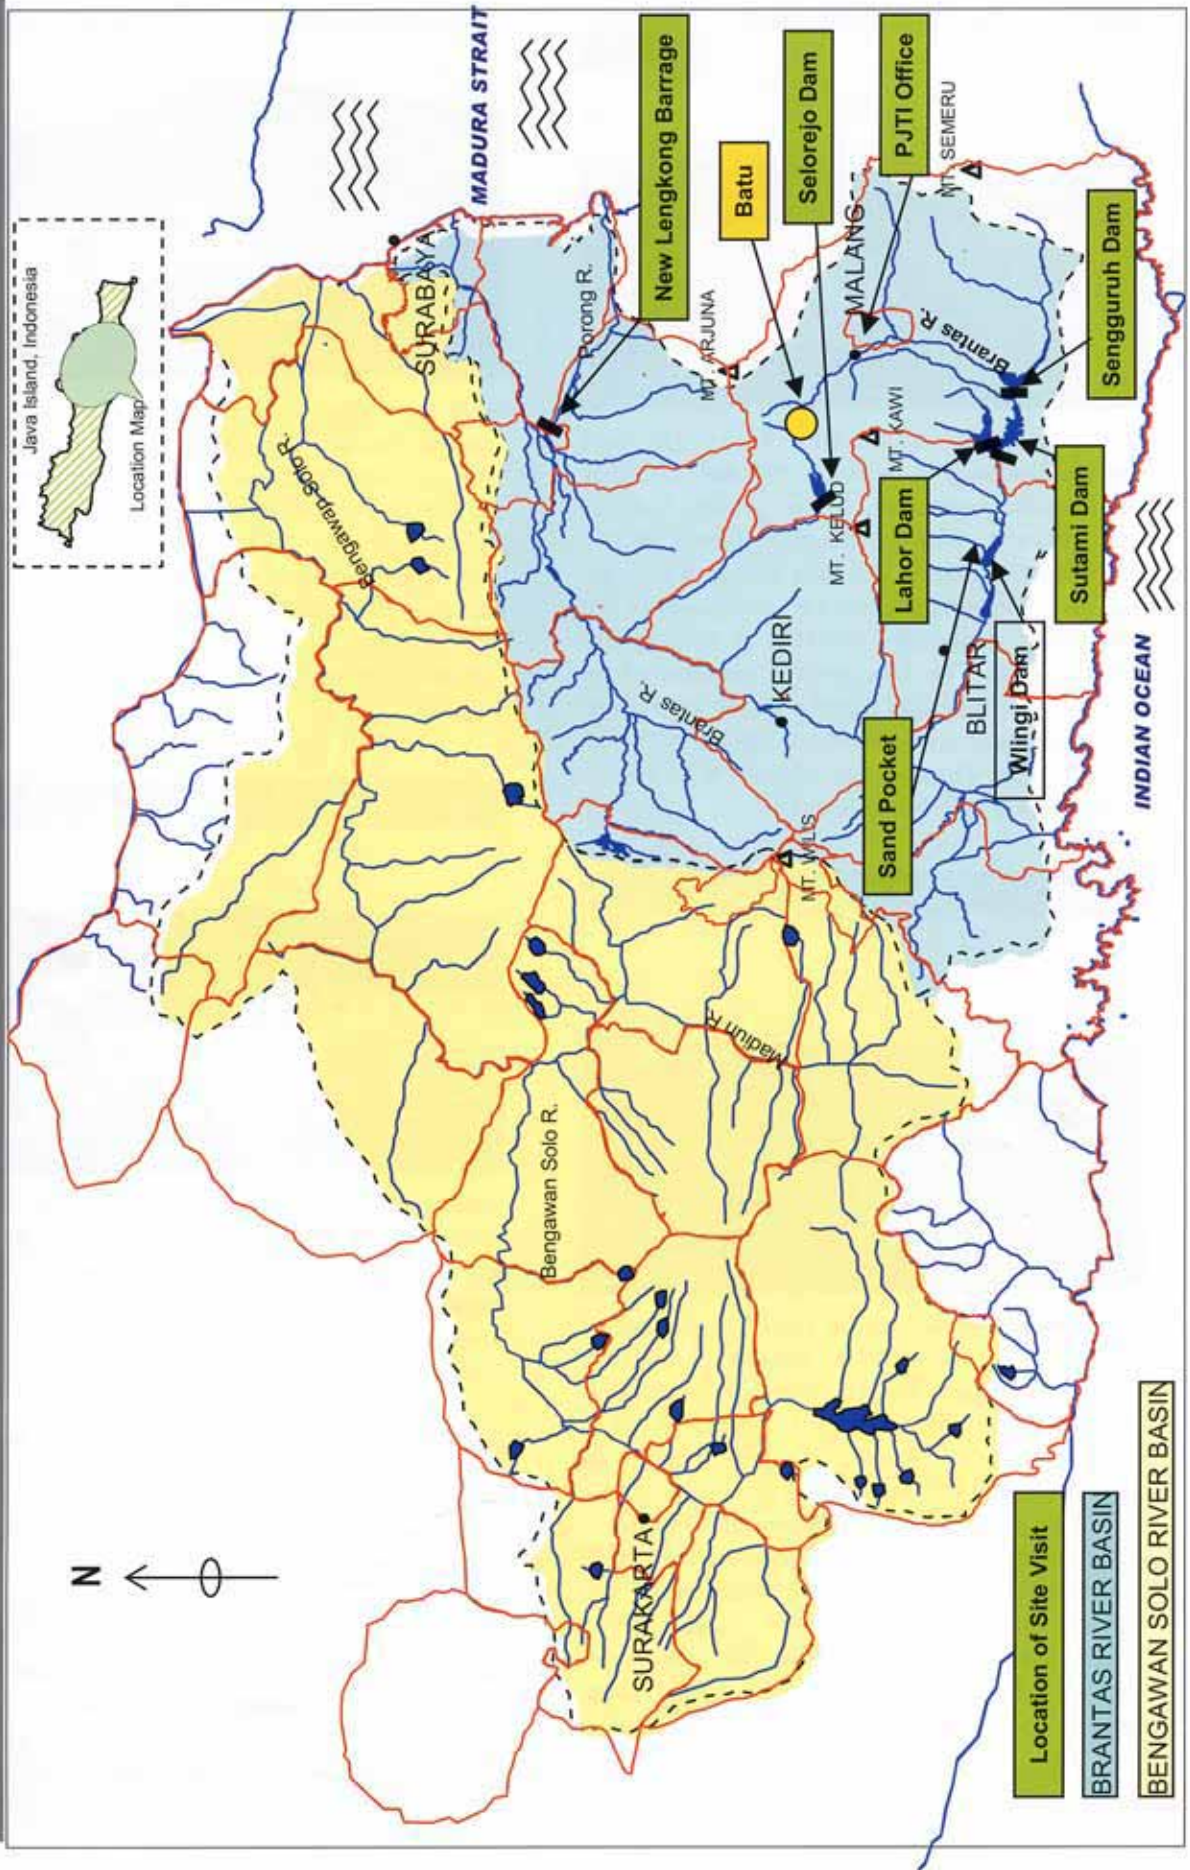 N
Java Island, Indonesia
Location Map
MADURA STRAIT
SURABAYA
Bengawan Solo R.
Porong R.
New Lengkong Barrage
MT. ARJUNA
Batu
Selorejo Dam
PJTI Office
MALANG
MT. SEMERU
Brantas R.
MT. KAWI
MT. KELUD
Sengguruh Dam
Lahor Dam
Sutami Dam
KEDIRI
Brantas R.
BLITAR
Wlingi Dam
Sand Pocket
MT. WILIS
INDIAN OCEAN
Madiun R.
Bengawan Solo R.
SURAKARTA
Location of Site Visit
BRANTAS RIVER BASIN
BENGAWAN SOLO RIVER BASIN